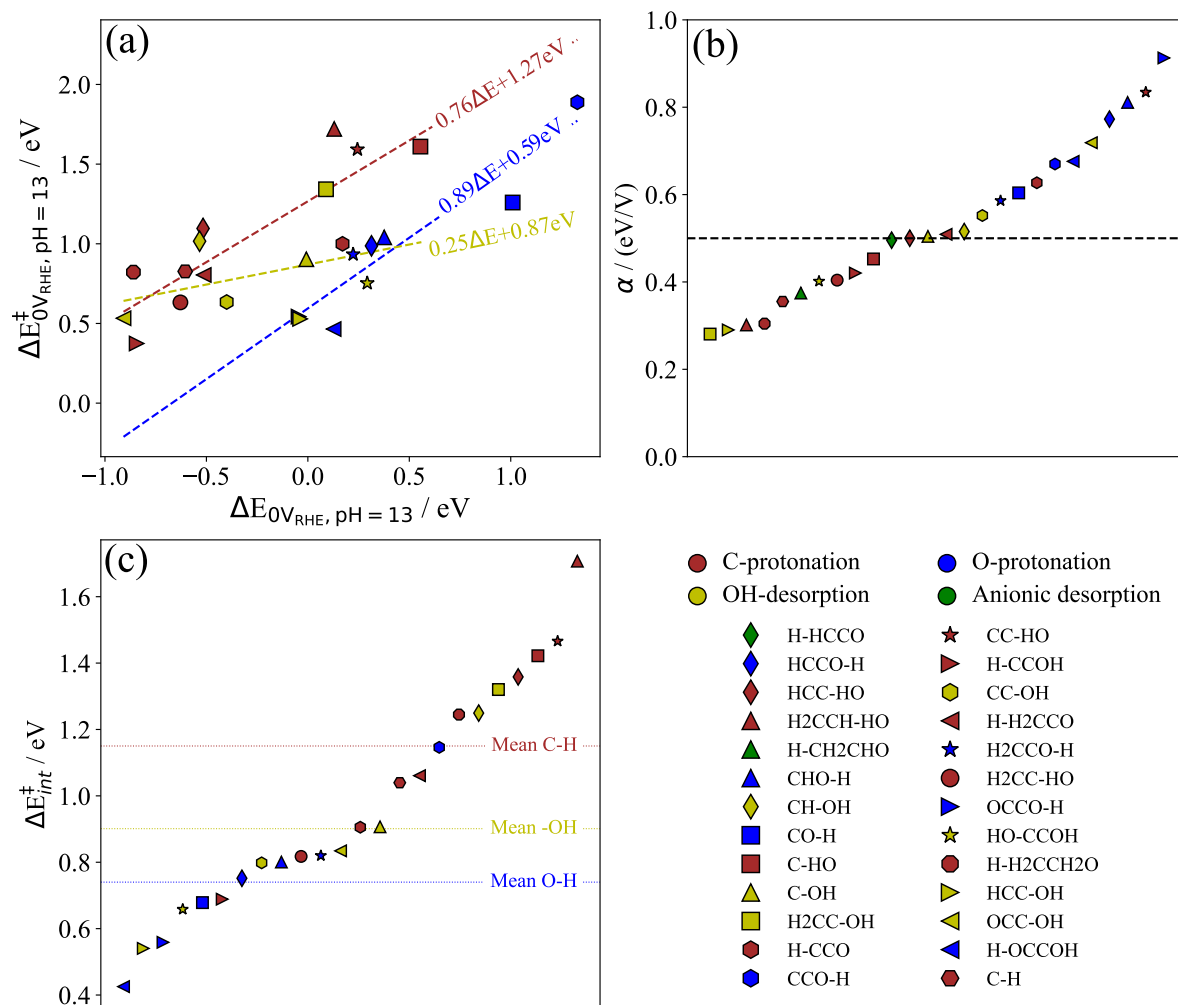 (a)
2.0
1.5
1.0
0.5
0.0
−1.0 −0.5 0.0 0.5 1.0
ΔE‡0VRHE, pH = 13 / eV
ΔE0VRHE, pH = 13 / eV
0.76ΔE+1.27eV
0.89ΔE+0.59eV
0.25ΔE+0.87eV
(b)
1.0
0.8
0.6
0.4
0.2
0.0
α / (eV/V)
(c)
1.6
1.4
1.2
1.0
0.8
0.6
0.4
ΔE‡int / eV
Mean C-H
Mean -OH
Mean O-H
C-protonation O-protonation
OH-desorption Anionic desorption
H-HCCO CC-HO
HCCO-H H-CCOH
HCC-HO CC-OH
H2CCH-HO H-H2CCO
H-CH2CHO H2CCO-H
CHO-H H2CC-HO
CH-OH OCCO-H
CO-H HO-CCOH
C-HO H-H2CCH2O
C-OH HCC-OH
H2CC-OH OCC-OH
H-CCO H-OCCOH
CCO-H C-H